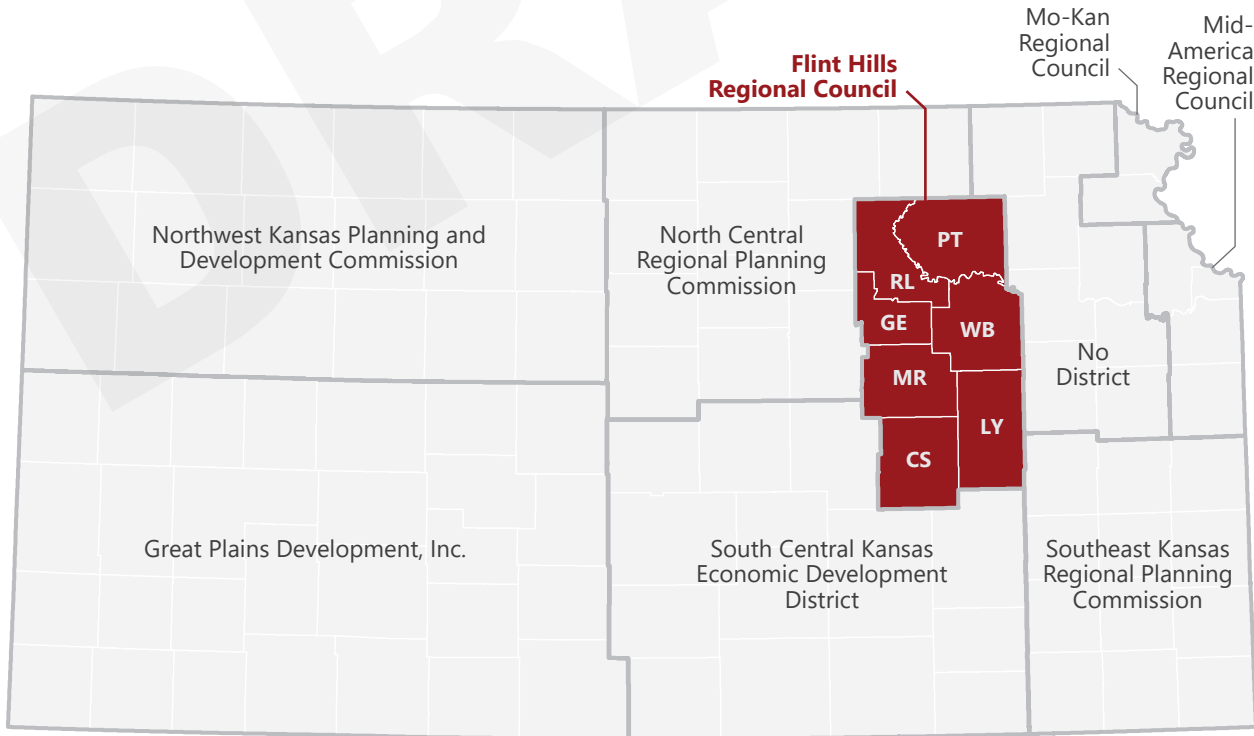 Mo-Kan
Regional
Council
Mid-
America
Regional
Council
Flint Hills
Regional Council
Northwest Kansas Planning and
Development Commission
North Central
Regional Planning
Commission
PT
RL
GE
WB
MR
LY
CS
No
District
Great Plains Development, Inc.
South Central Kansas
Economic Development
District
Southeast Kansas
Regional Planning
Commission